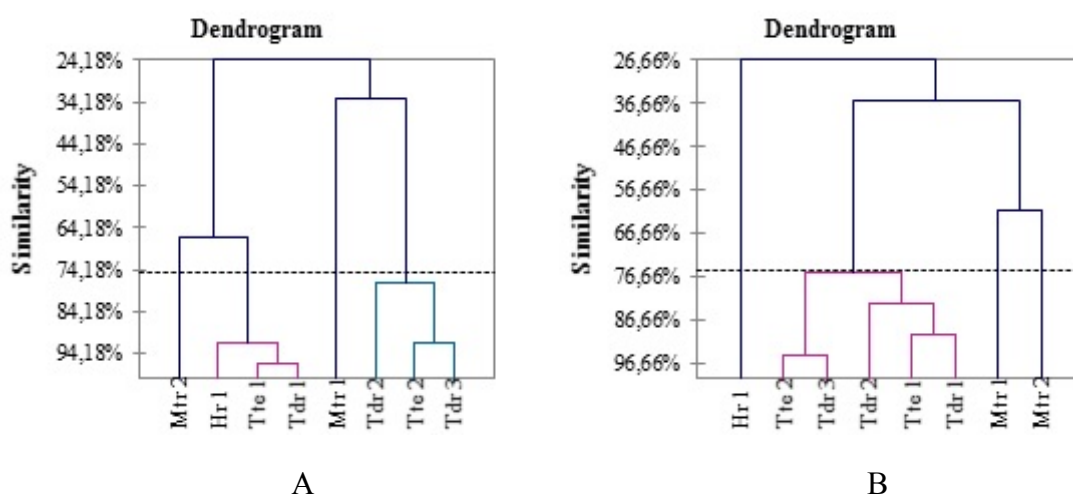 Dendrogram
24,18%
34,18%
44,18%
54,18%
64,18%
74,18%
84,18%
94,18%
Similarity
Mtr 2
Hr 1
Tte 1
Tdr 1
Mtr 1
Tdr 2
Tte 2
Tdr 3
A
Dendrogram
26,66%
36,66%
46,66%
56,66%
66,66%
76,66%
86,66%
96,66%
Similarity
Hr 1
Tte 2
Tdr 3
Tdr 2
Tte 1
Tdr 1
Mtr 1
Mtr 2
B